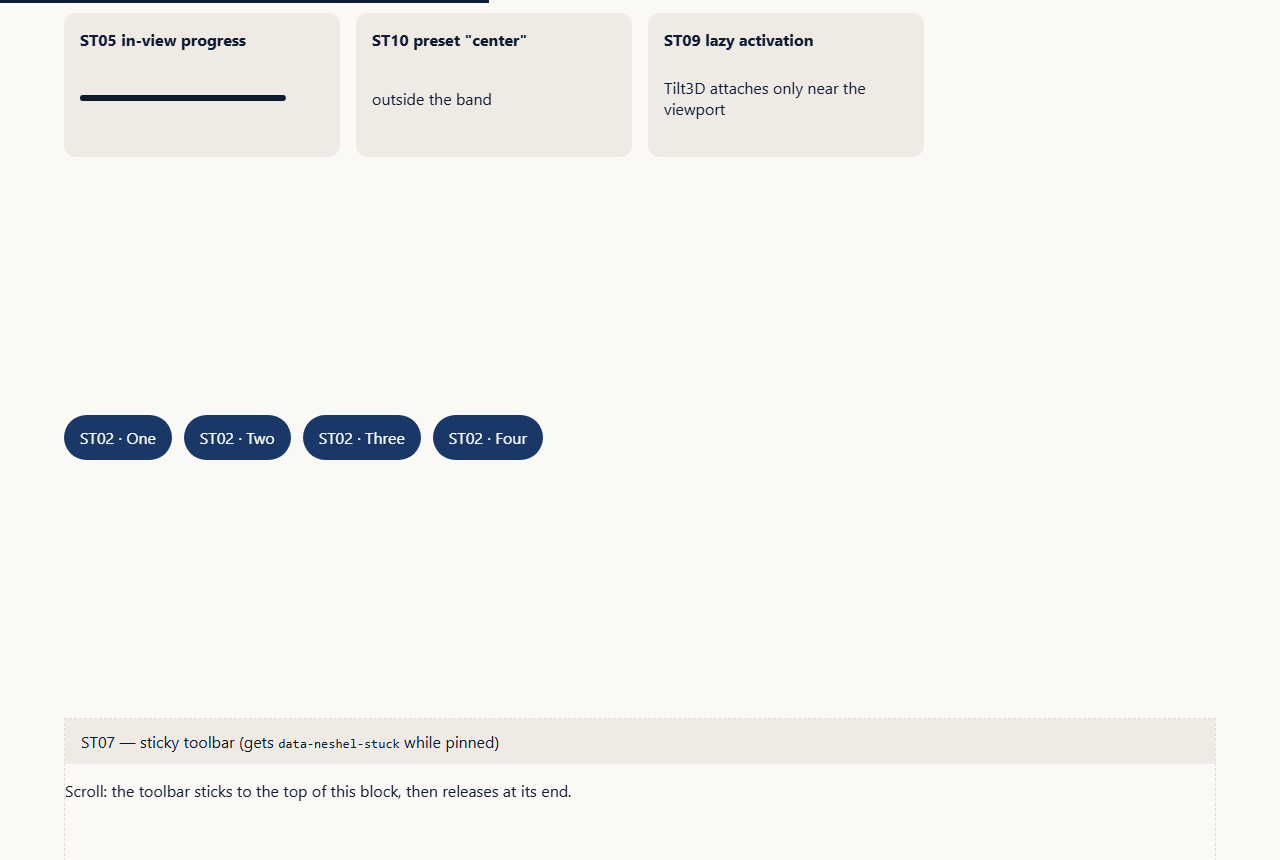 ST05 in-view progress
ST10 preset "center"
outside the band
ST09 lazy activation
Tilt3D attaches only near the
viewport
ST02 · One
ST02 · Two
ST02 · Three
ST02 · Four
ST07 — sticky toolbar (gets data-neshel-stuck while pinned)
Scroll: the toolbar sticks to the top of this block, then releases at its end.